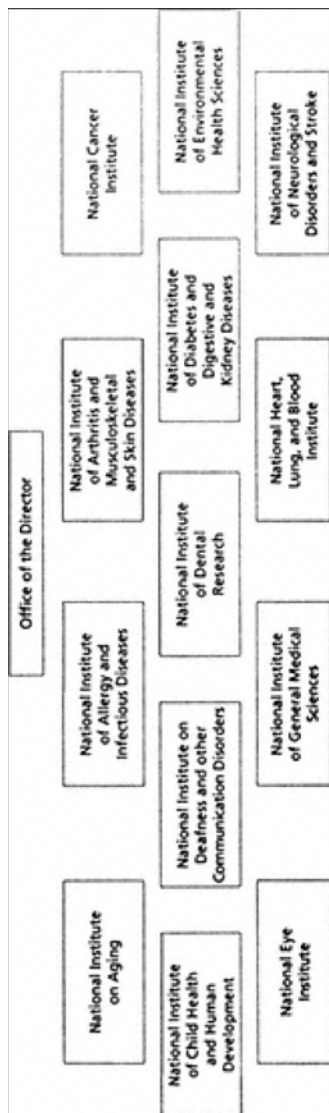 Office of the Director
National Institute
on Aging
National Institute
of Allergy and
Infectious Diseases
National Institute
of Arthritis and
Musculoskeletal
and Skin Diseases
National Cancer
Institute
National Institute
of Child Health
and Human
Development
National Institute on
Deafness and other
Communication Disorders
National Institute
of Dental
Research
National Institute
of Diabetes and
Digestive and
Kidney Diseases
National Institute
of Environmental
Health Sciences
National Eye
Institute
National Institute
of General Medical
Sciences
National Heart,
Lung, and Blood
Institute
National Institute
of Neurological
Disorders and Stroke